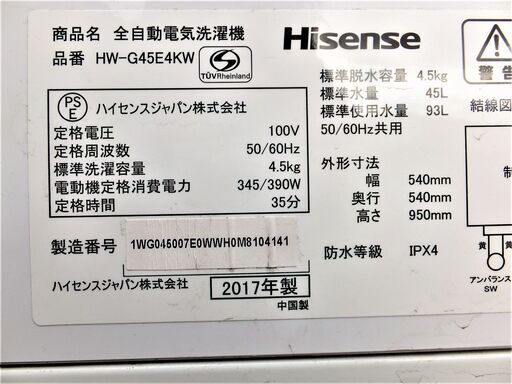 商品名 全自動電気洗濯機
品番 HW-G45E4KW
TÜVRheinland
Hisense
PS
E
ハイセンスジャパン株式会社
定格電圧 100V
定格周波数 50/60Hz
標準洗濯容量 4.5kg
電動機定格消費電力 345/390W
定格時間 35分
製造番号 1WG046007E0WWH0M8104141
ハイセンスジャパン株式会社 2017年製
中国製
標準脱水容量 4.5kg
標準水量 45L
標準使用水量 93L
50/60Hz共用
外形寸法
幅 540mm
奥行 540mm
高さ 950mm
防水等級 IPX4
警告
結線図
制
黄 黄
アンバランス
SW